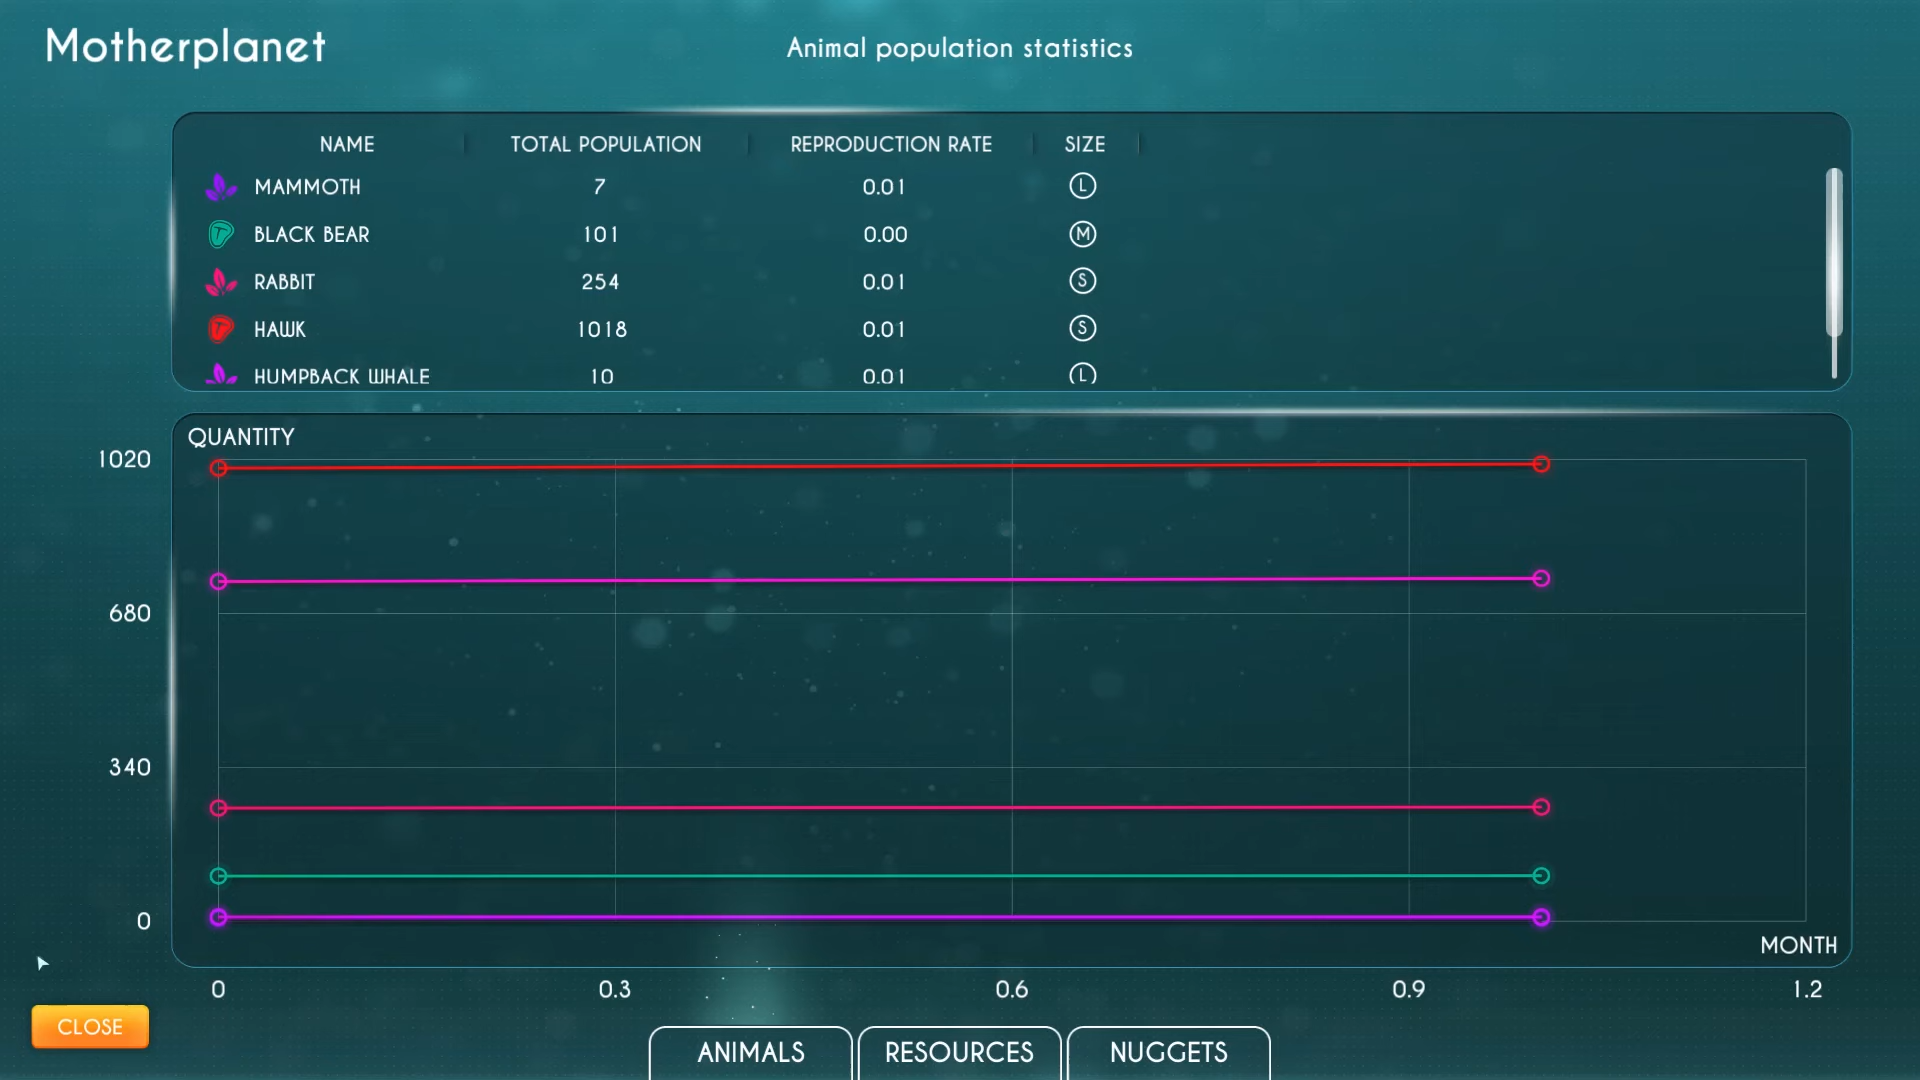 Motherplanet
Animal population statistics
NAME TOTAL POPULATION REPRODUCTION RATE SIZE
MAMMOTH 7 0.01 L
BLACK BEAR 101 0.00 M
RABBIT 254 0.01 S
HAWK 1018 0.01 S
HUMPBACK WHALE 10 0.01 L
QUANTITY
1020
680
340
0
MONTH
0 0.3 0.6 0.9 1.2
CLOSE
ANIMALS RESOURCES NUGGETS